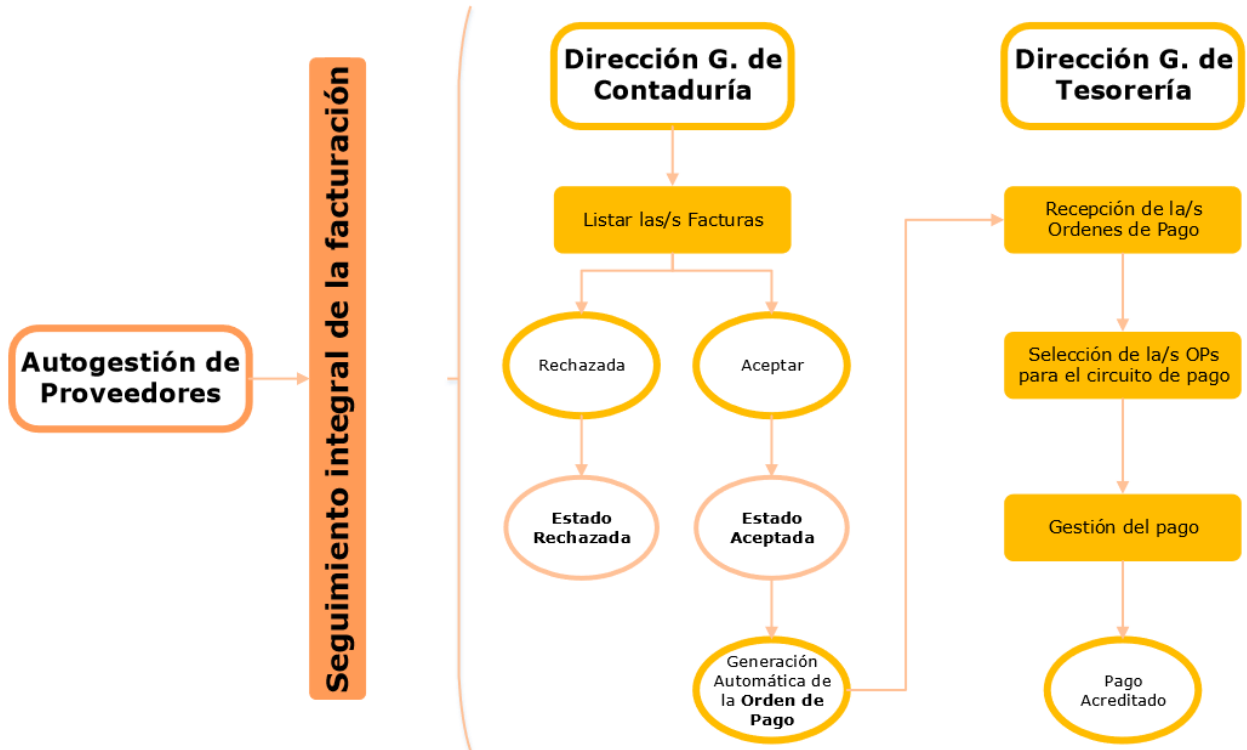 Autogestión de
Proveedores
Seguimiento integral de la facturación
Dirección G. de
Contaduría
Listar las/s Facturas
Rechazada
Aceptar
Estado
Rechazada
Estado
Aceptada
Generación
Automática de
la Orden de
Pago
Dirección G. de
Tesorería
Recepción de la/s
Ordenes de Pago
Selección de la/s OPs
para el circuito de pago
Gestión del pago
Pago
Acreditado